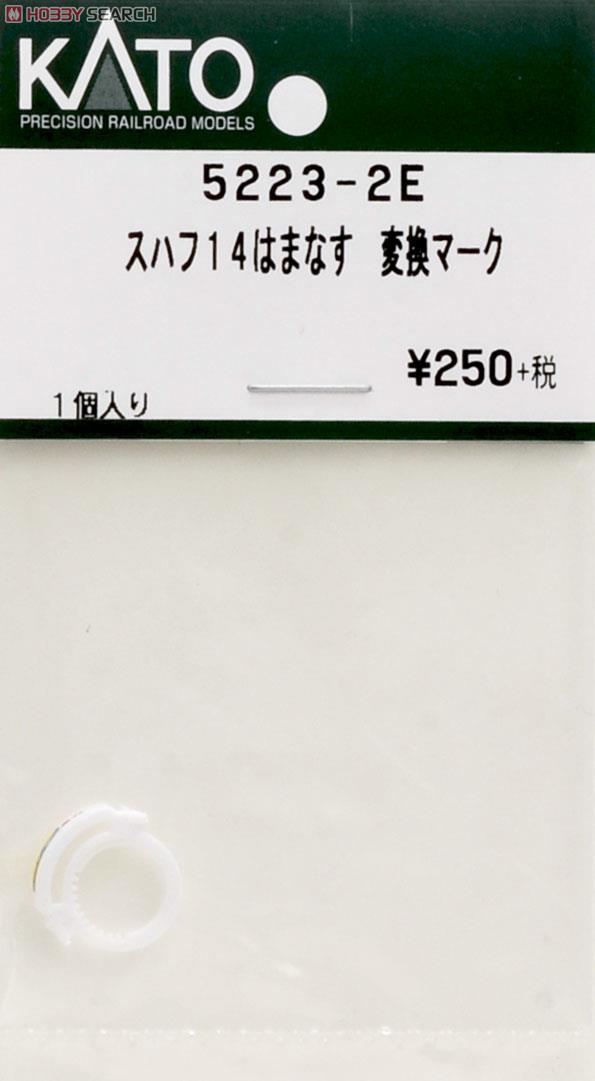 HOBBY SEARCH
KATO
PRECISION RAILROAD MODELS
5223-2E
スハフ14はまなす 変換マーク
¥250+税
1個入り